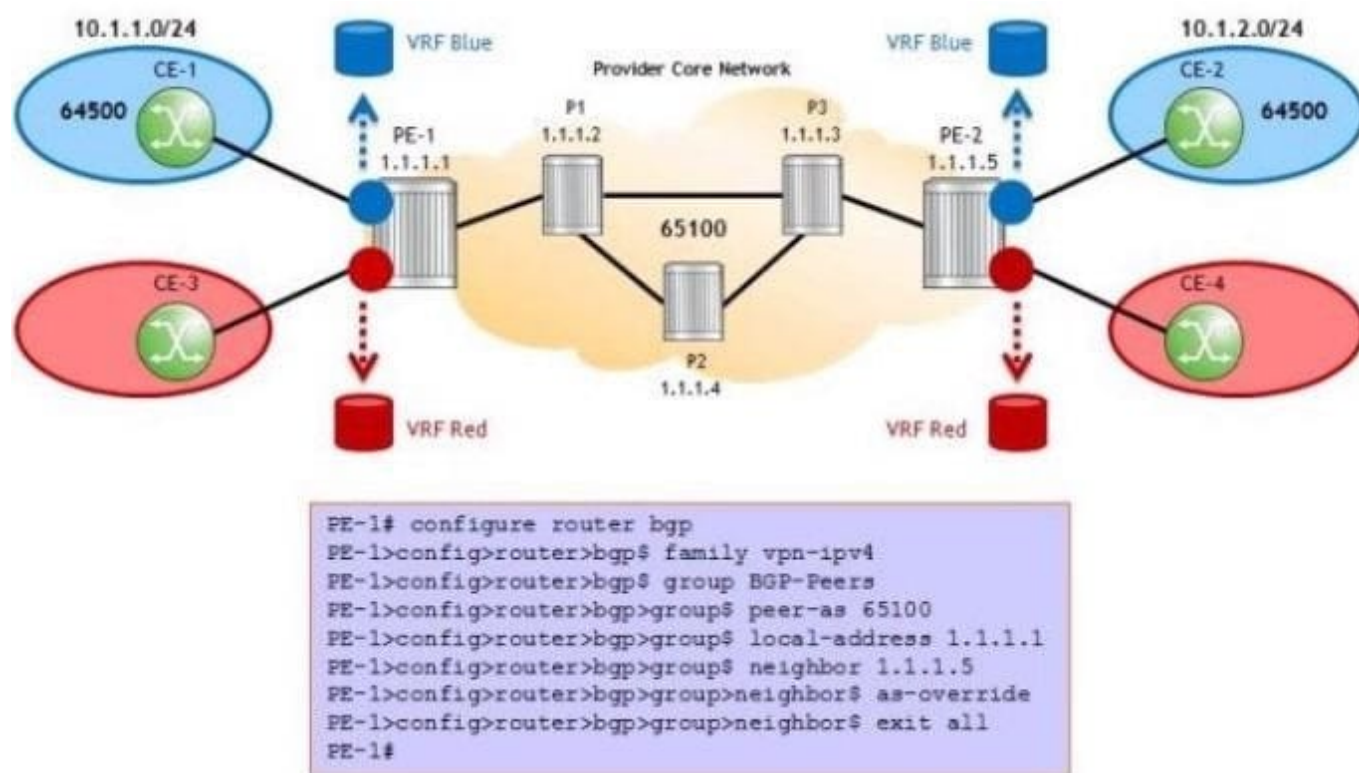 10.1.1.0/24
VRF Blue
VRF Blue
10.1.2.0/24
CE-1
Provider Core Network
CE-2
64500
P1
P3
64500
PE-1
1.1.1.2
1.1.1.3
PE-2
1.1.1.1
1.1.1.5
65100
CE-3
CE-4
P2
1.1.1.4
VRF Red
VRF Red
PE-1# configure router bgp
PE-1>config>router>bgp$ family vpn-ipv4
PE-1>config>router>bgp$ group BGP-Peers
PE-1>config>router>bgp>group$ peer-as 65100
PE-1>config>router>bgp>group$ local-address 1.1.1.1
PE-1>config>router>bgp>group$ neighbor 1.1.1.5
PE-1>config>router>bgp>group>neighbor$ as-override
PE-1>config>router>bgp>group>neighbor$ exit all
PE-1#